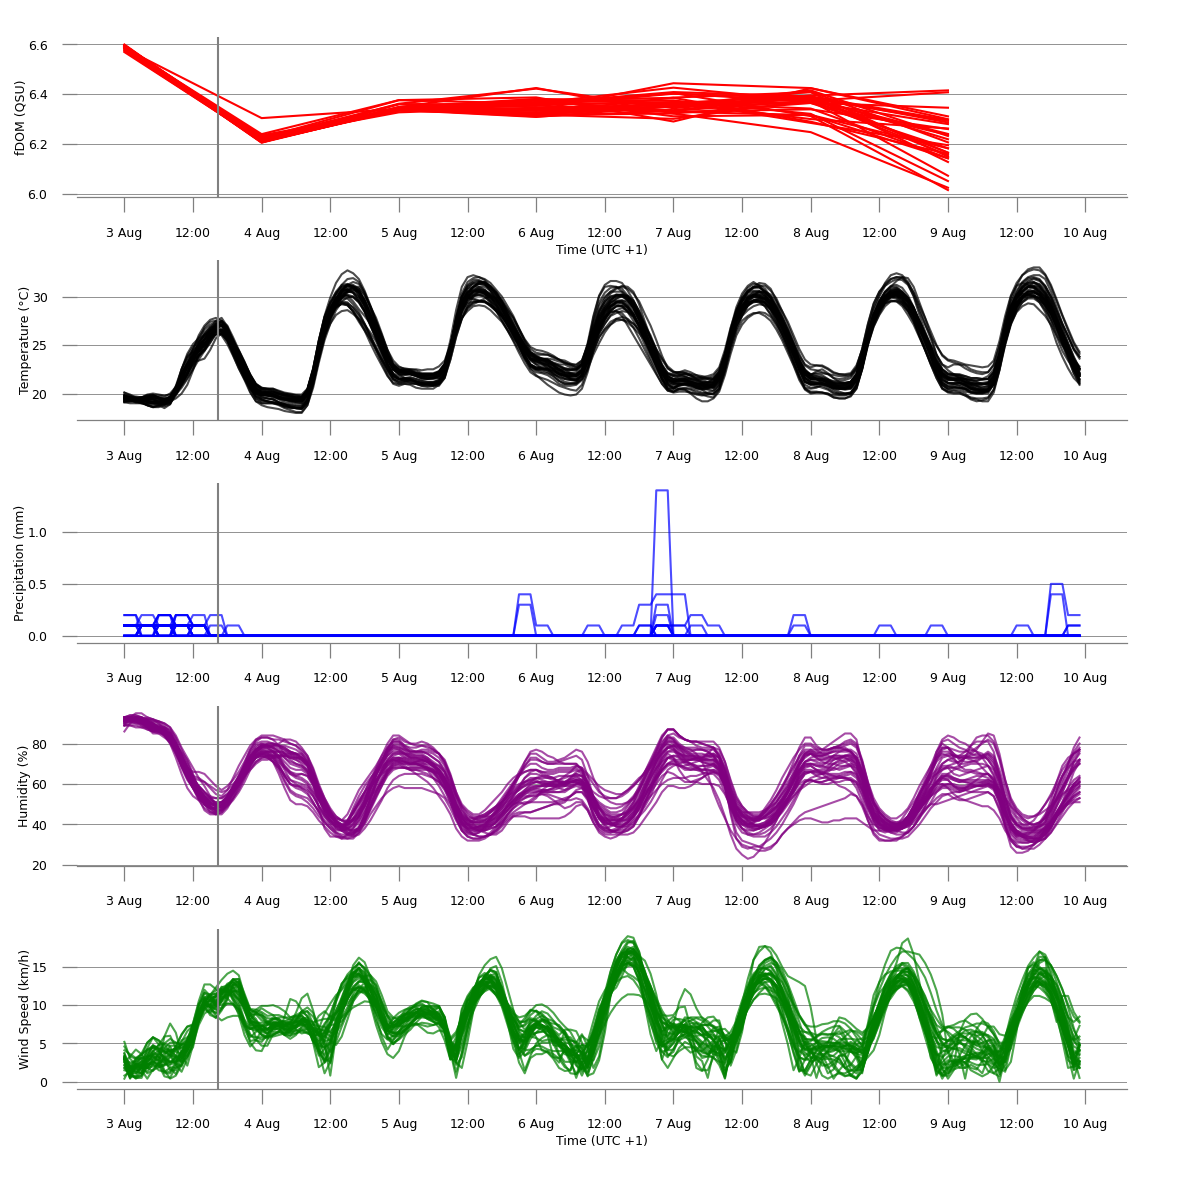 fDOM (QSU)
6.6
6.4
6.2
6.0
3 Aug 12:00 4 Aug 12:00 5 Aug 12:00 6 Aug 12:00 7 Aug 12:00 8 Aug 12:00 9 Aug 12:00 10 Aug
Time (UTC +1)
Temperature (°C)
30
25
20
3 Aug 12:00 4 Aug 12:00 5 Aug 12:00 6 Aug 12:00 7 Aug 12:00 8 Aug 12:00 9 Aug 12:00 10 Aug
Precipitation (mm)
1.0
0.5
0.0
3 Aug 12:00 4 Aug 12:00 5 Aug 12:00 6 Aug 12:00 7 Aug 12:00 8 Aug 12:00 9 Aug 12:00 10 Aug
Humidity (%)
80
60
40
20
3 Aug 12:00 4 Aug 12:00 5 Aug 12:00 6 Aug 12:00 7 Aug 12:00 8 Aug 12:00 9 Aug 12:00 10 Aug
Wind Speed (km/h)
15
10
5
0
3 Aug 12:00 4 Aug 12:00 5 Aug 12:00 6 Aug 12:00 7 Aug 12:00 8 Aug 12:00 9 Aug 12:00 10 Aug
Time (UTC +1)